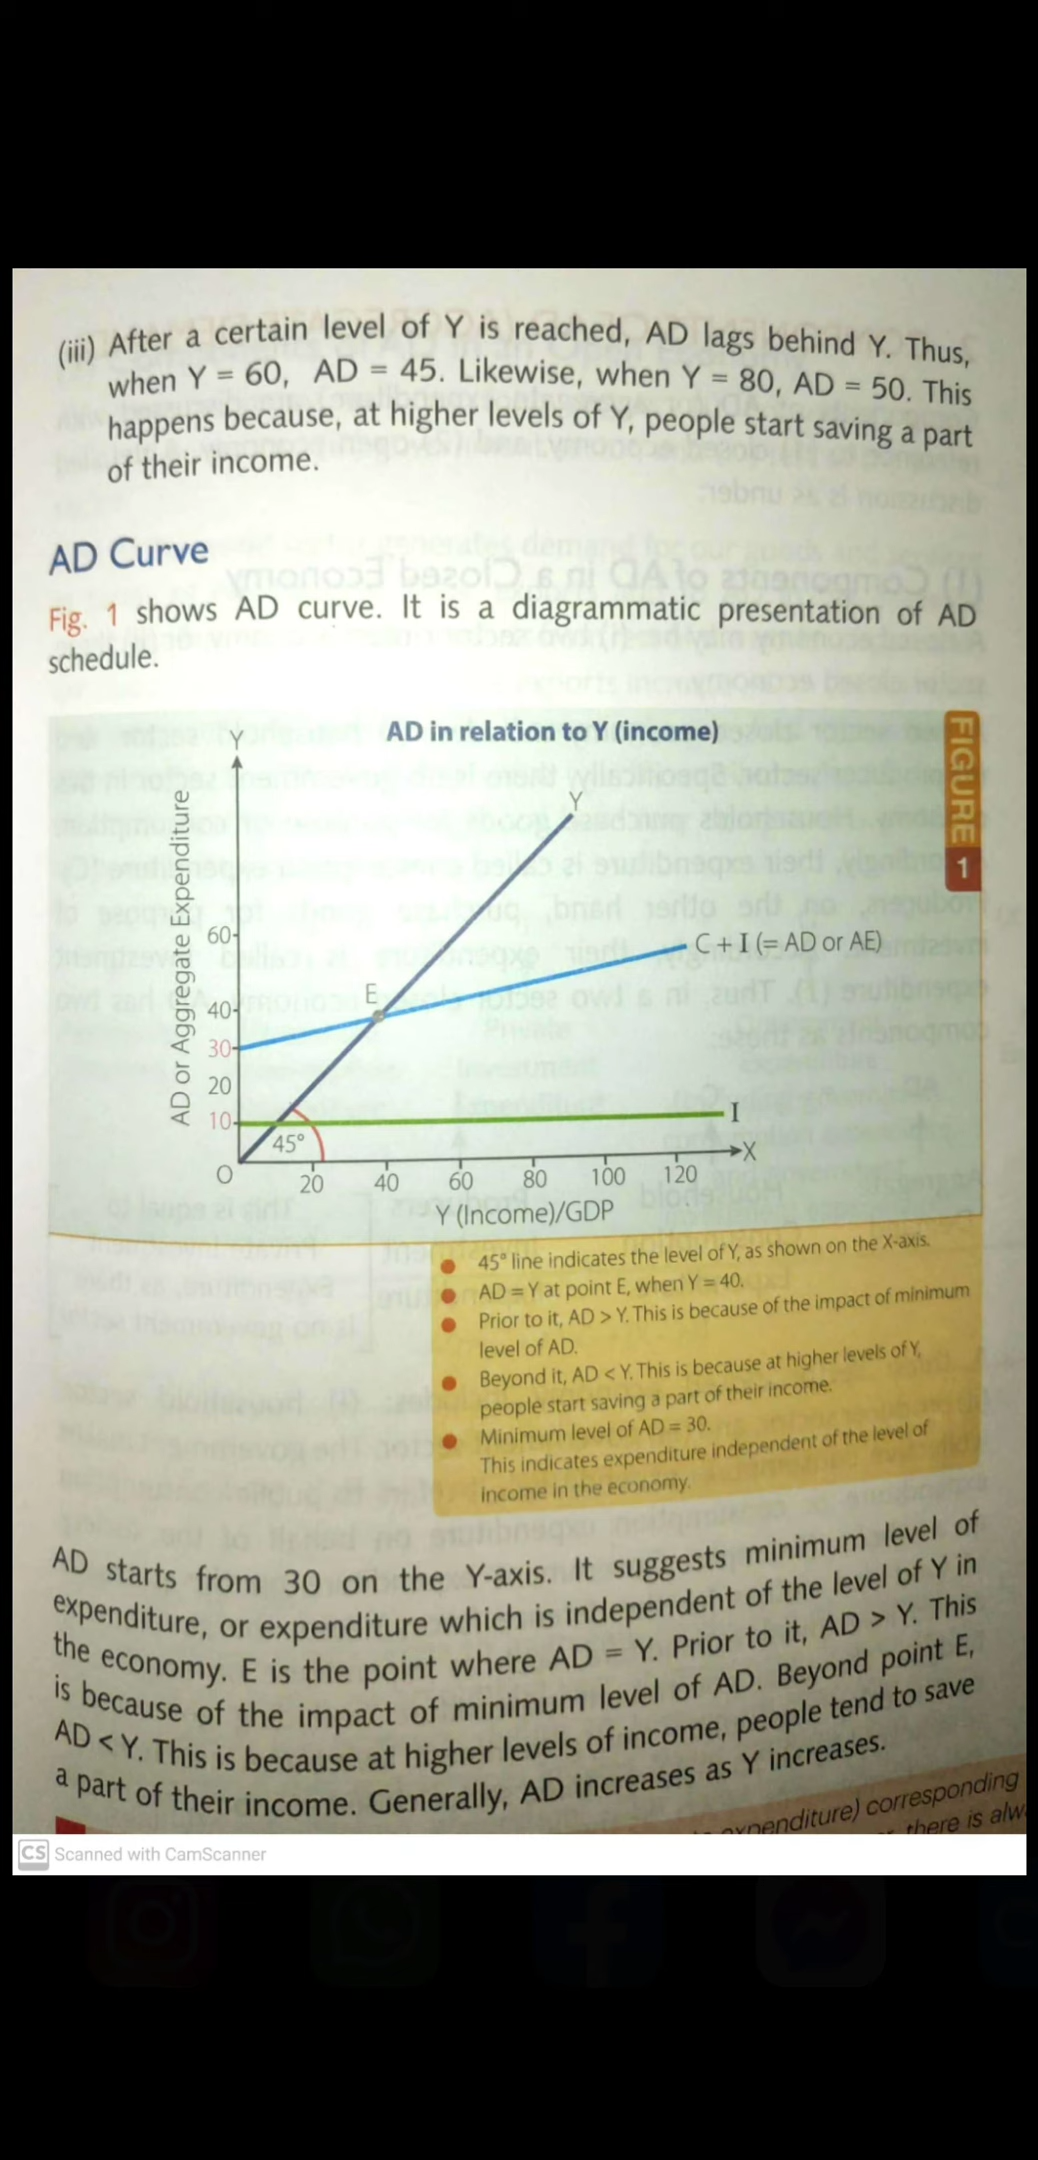 (iii) After a certain level of Y is reached, AD lags behind Y. Thus,
when Y = 60, AD = 45. Likewise, when Y = 80, AD = 50. This
happens because, at higher levels of Y, people start saving a part
of their income.
AD Curve
Fig. 1 shows AD curve. It is a diagrammatic presentation of AD
schedule.
AD in relation to Y (income)
FIGURE 1
Y
AD or Aggregate Expenditure
Y
60
C + I (= AD or AE)
E
40
30
20
10
I
45°
O
20 40 60 80 100 120
X
Y (Income)/GDP
45° line indicates the level of Y, as shown on the X-axis.
AD = Y at point E, when Y = 40.
Prior to it, AD > Y. This is because of the impact of minimum
level of AD.
Beyond it, AD < Y. This is because at higher levels of Y,
people start saving a part of their income.
Minimum level of AD = 30.
This indicates expenditure independent of the level of
income in the economy.
AD starts from 30 on the Y-axis. It suggests minimum level of
expenditure, or expenditure which is independent of the level of Y in
the economy. E is the point where AD = Y. Prior to it, AD > Y. This
is because of the impact of minimum level of AD. Beyond point E,
AD < Y. This is because at higher levels of income, people tend to save
a part of their income. Generally, AD increases as Y increases.
expenditure) corresponding
there is
CS Scanned with CamScanner